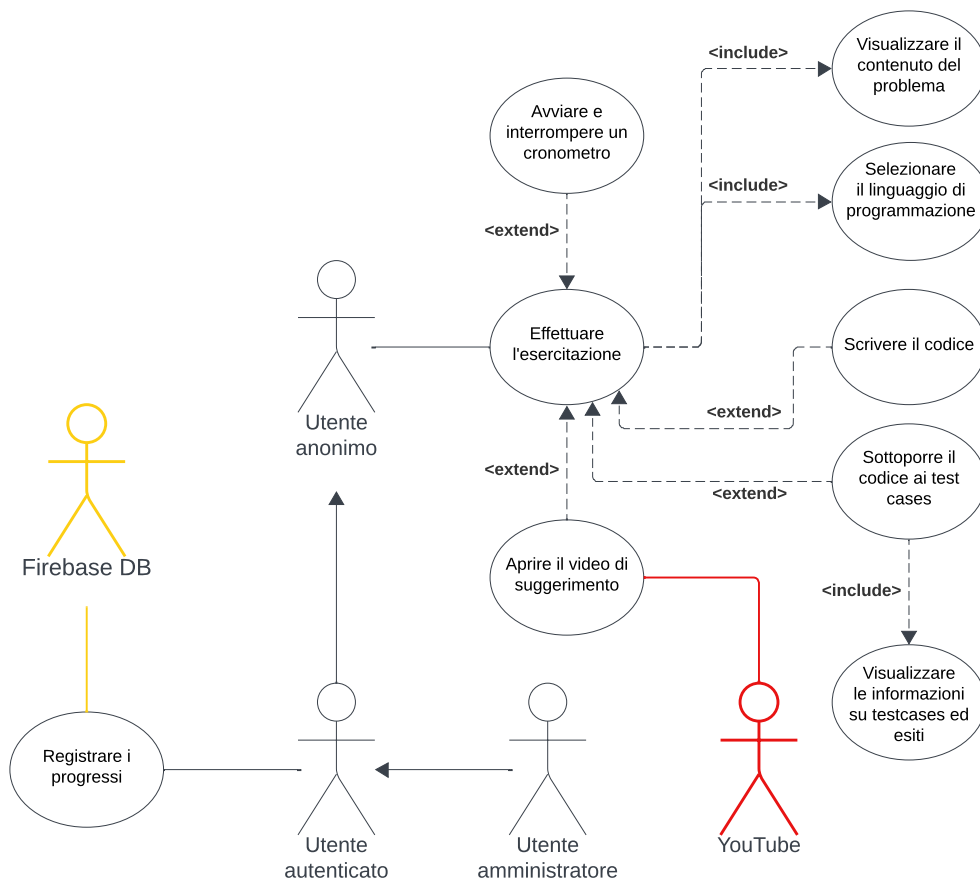 Visualizzare il
contenuto del
problema
<include>
Avviare e
interrompere un
cronometro
Selezionare
il linguaggio di
programmazione
<include>
<extend>
Effettuare
l'esercitazione
Scrivere il codice
<extend>
Utente
anonimo
<extend>
Sottoporre il
codice ai test
cases
<extend>
Firebase DB
Aprire il video di
suggerimento
<include>
Visualizzare
le informazioni
su testcases ed
esiti
Registrare i
progressi
Utente
autenticato
Utente
amministratore
YouTube